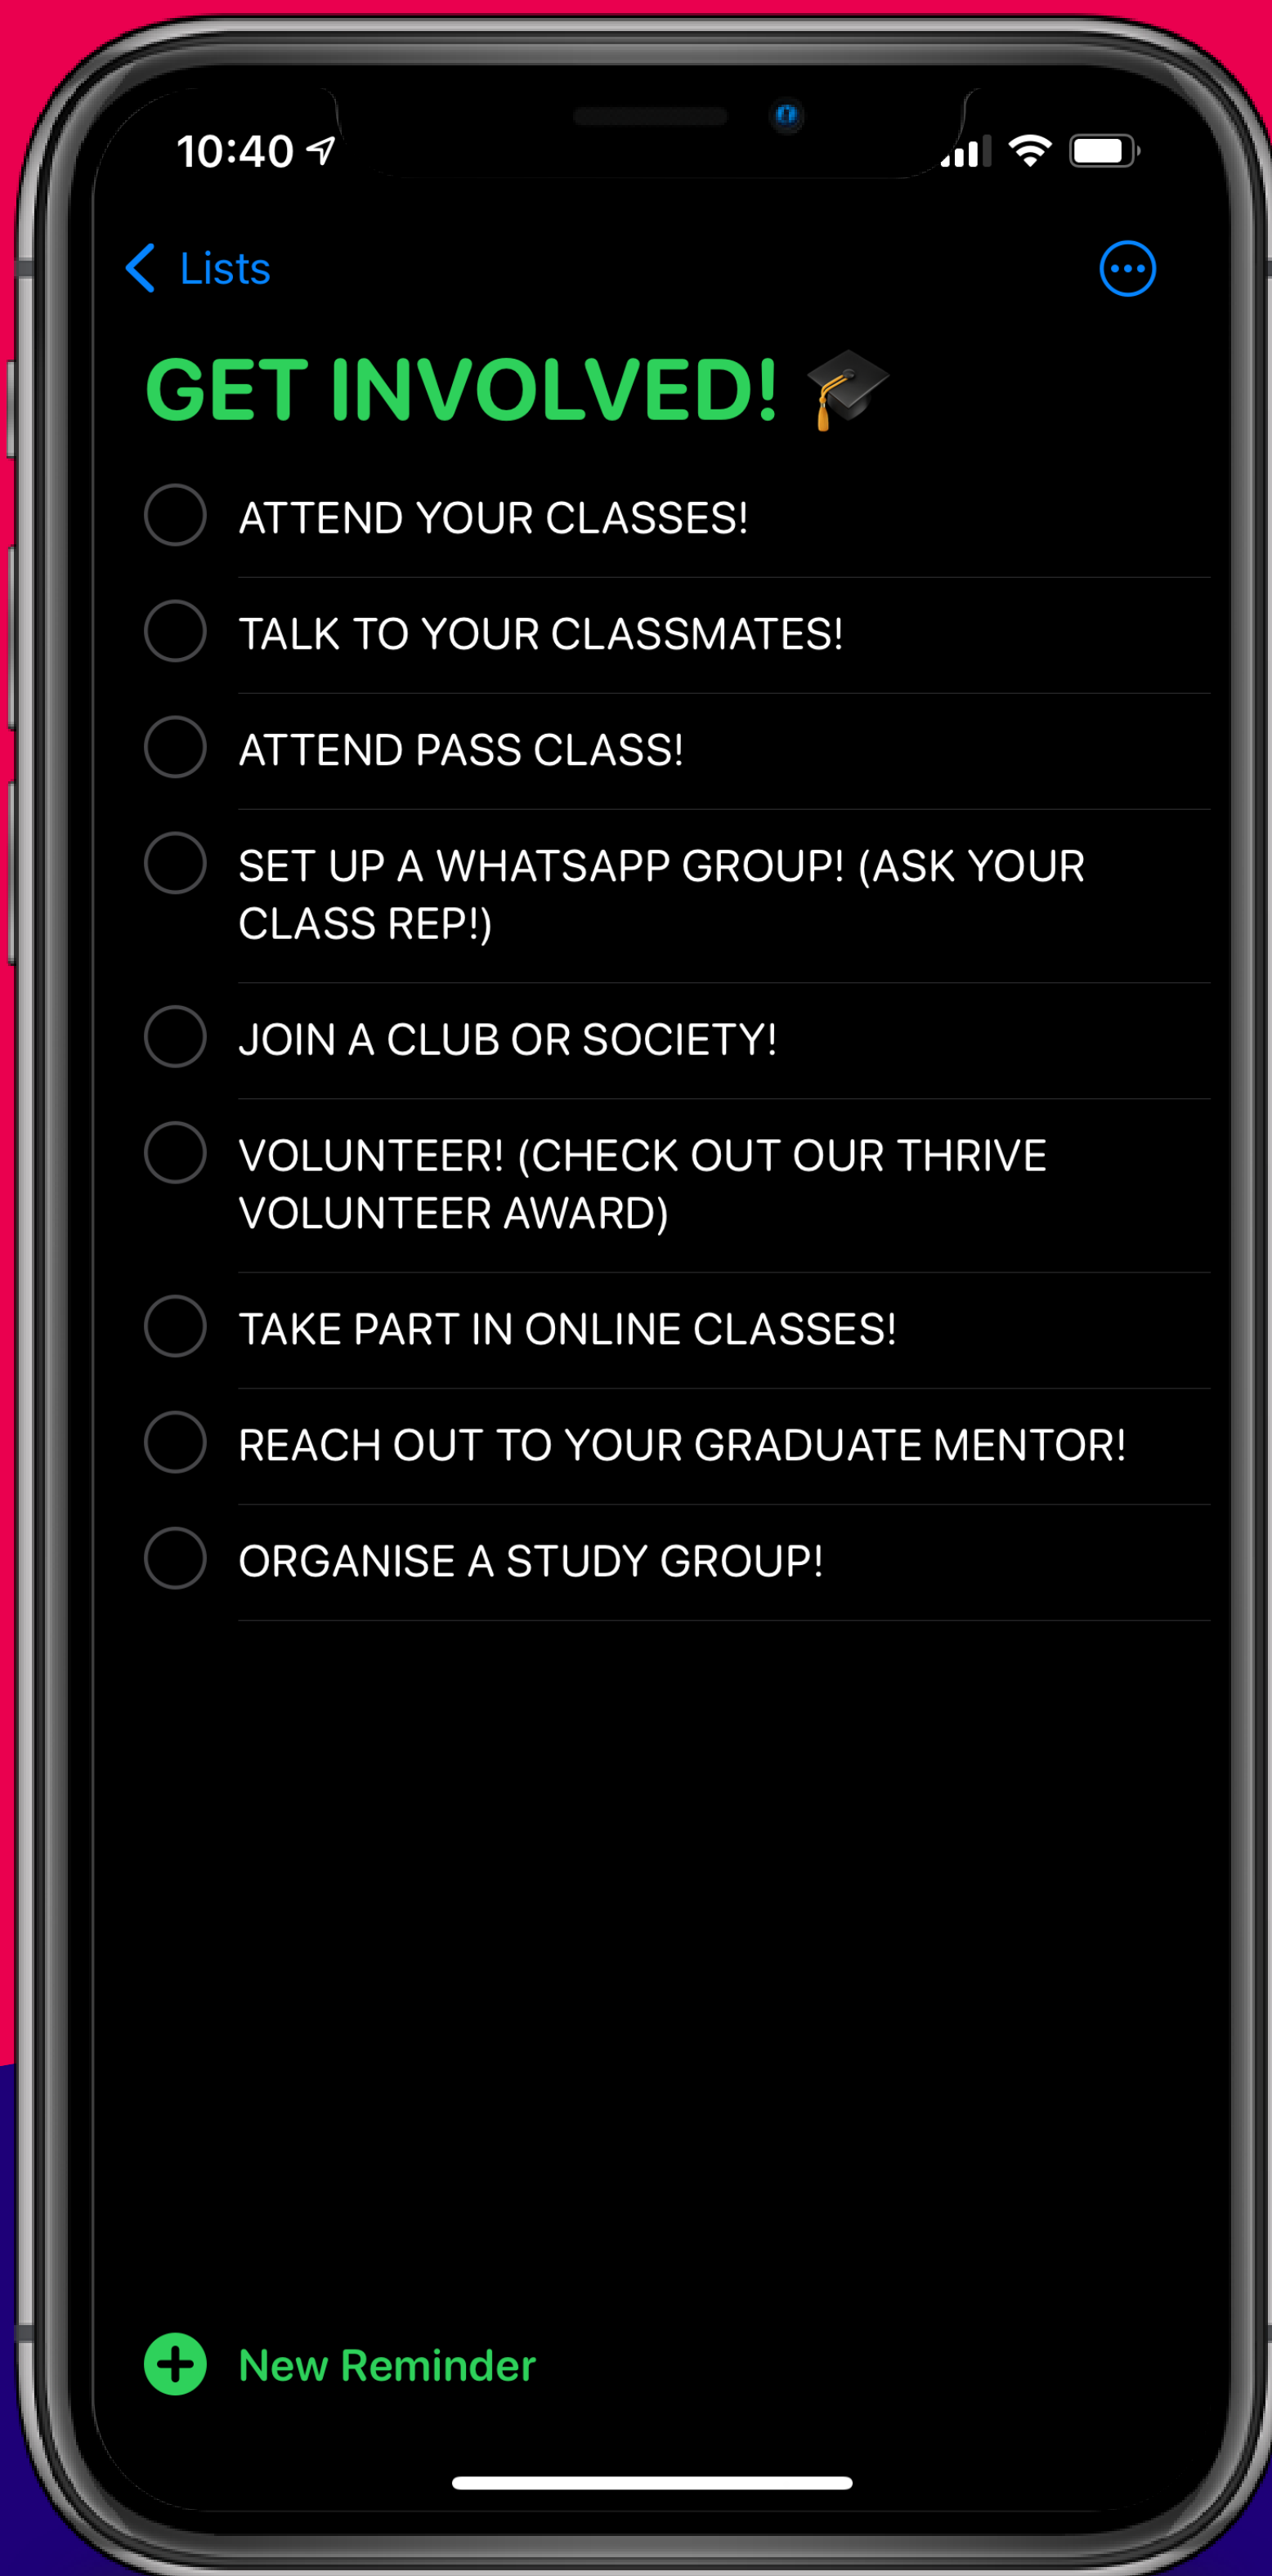 10:40
Lists
GET INVOLVED! 🎓
ATTEND YOUR CLASSES!
TALK TO YOUR CLASSMATES!
ATTEND PASS CLASS!
SET UP A WHATSAPP GROUP! (ASK YOUR
CLASS REP!)
JOIN A CLUB OR SOCIETY!
VOLUNTEER! (CHECK OUT OUR THRIVE
VOLUNTEER AWARD)
TAKE PART IN ONLINE CLASSES!
REACH OUT TO YOUR GRADUATE MENTOR!
ORGANISE A STUDY GROUP!
New Reminder